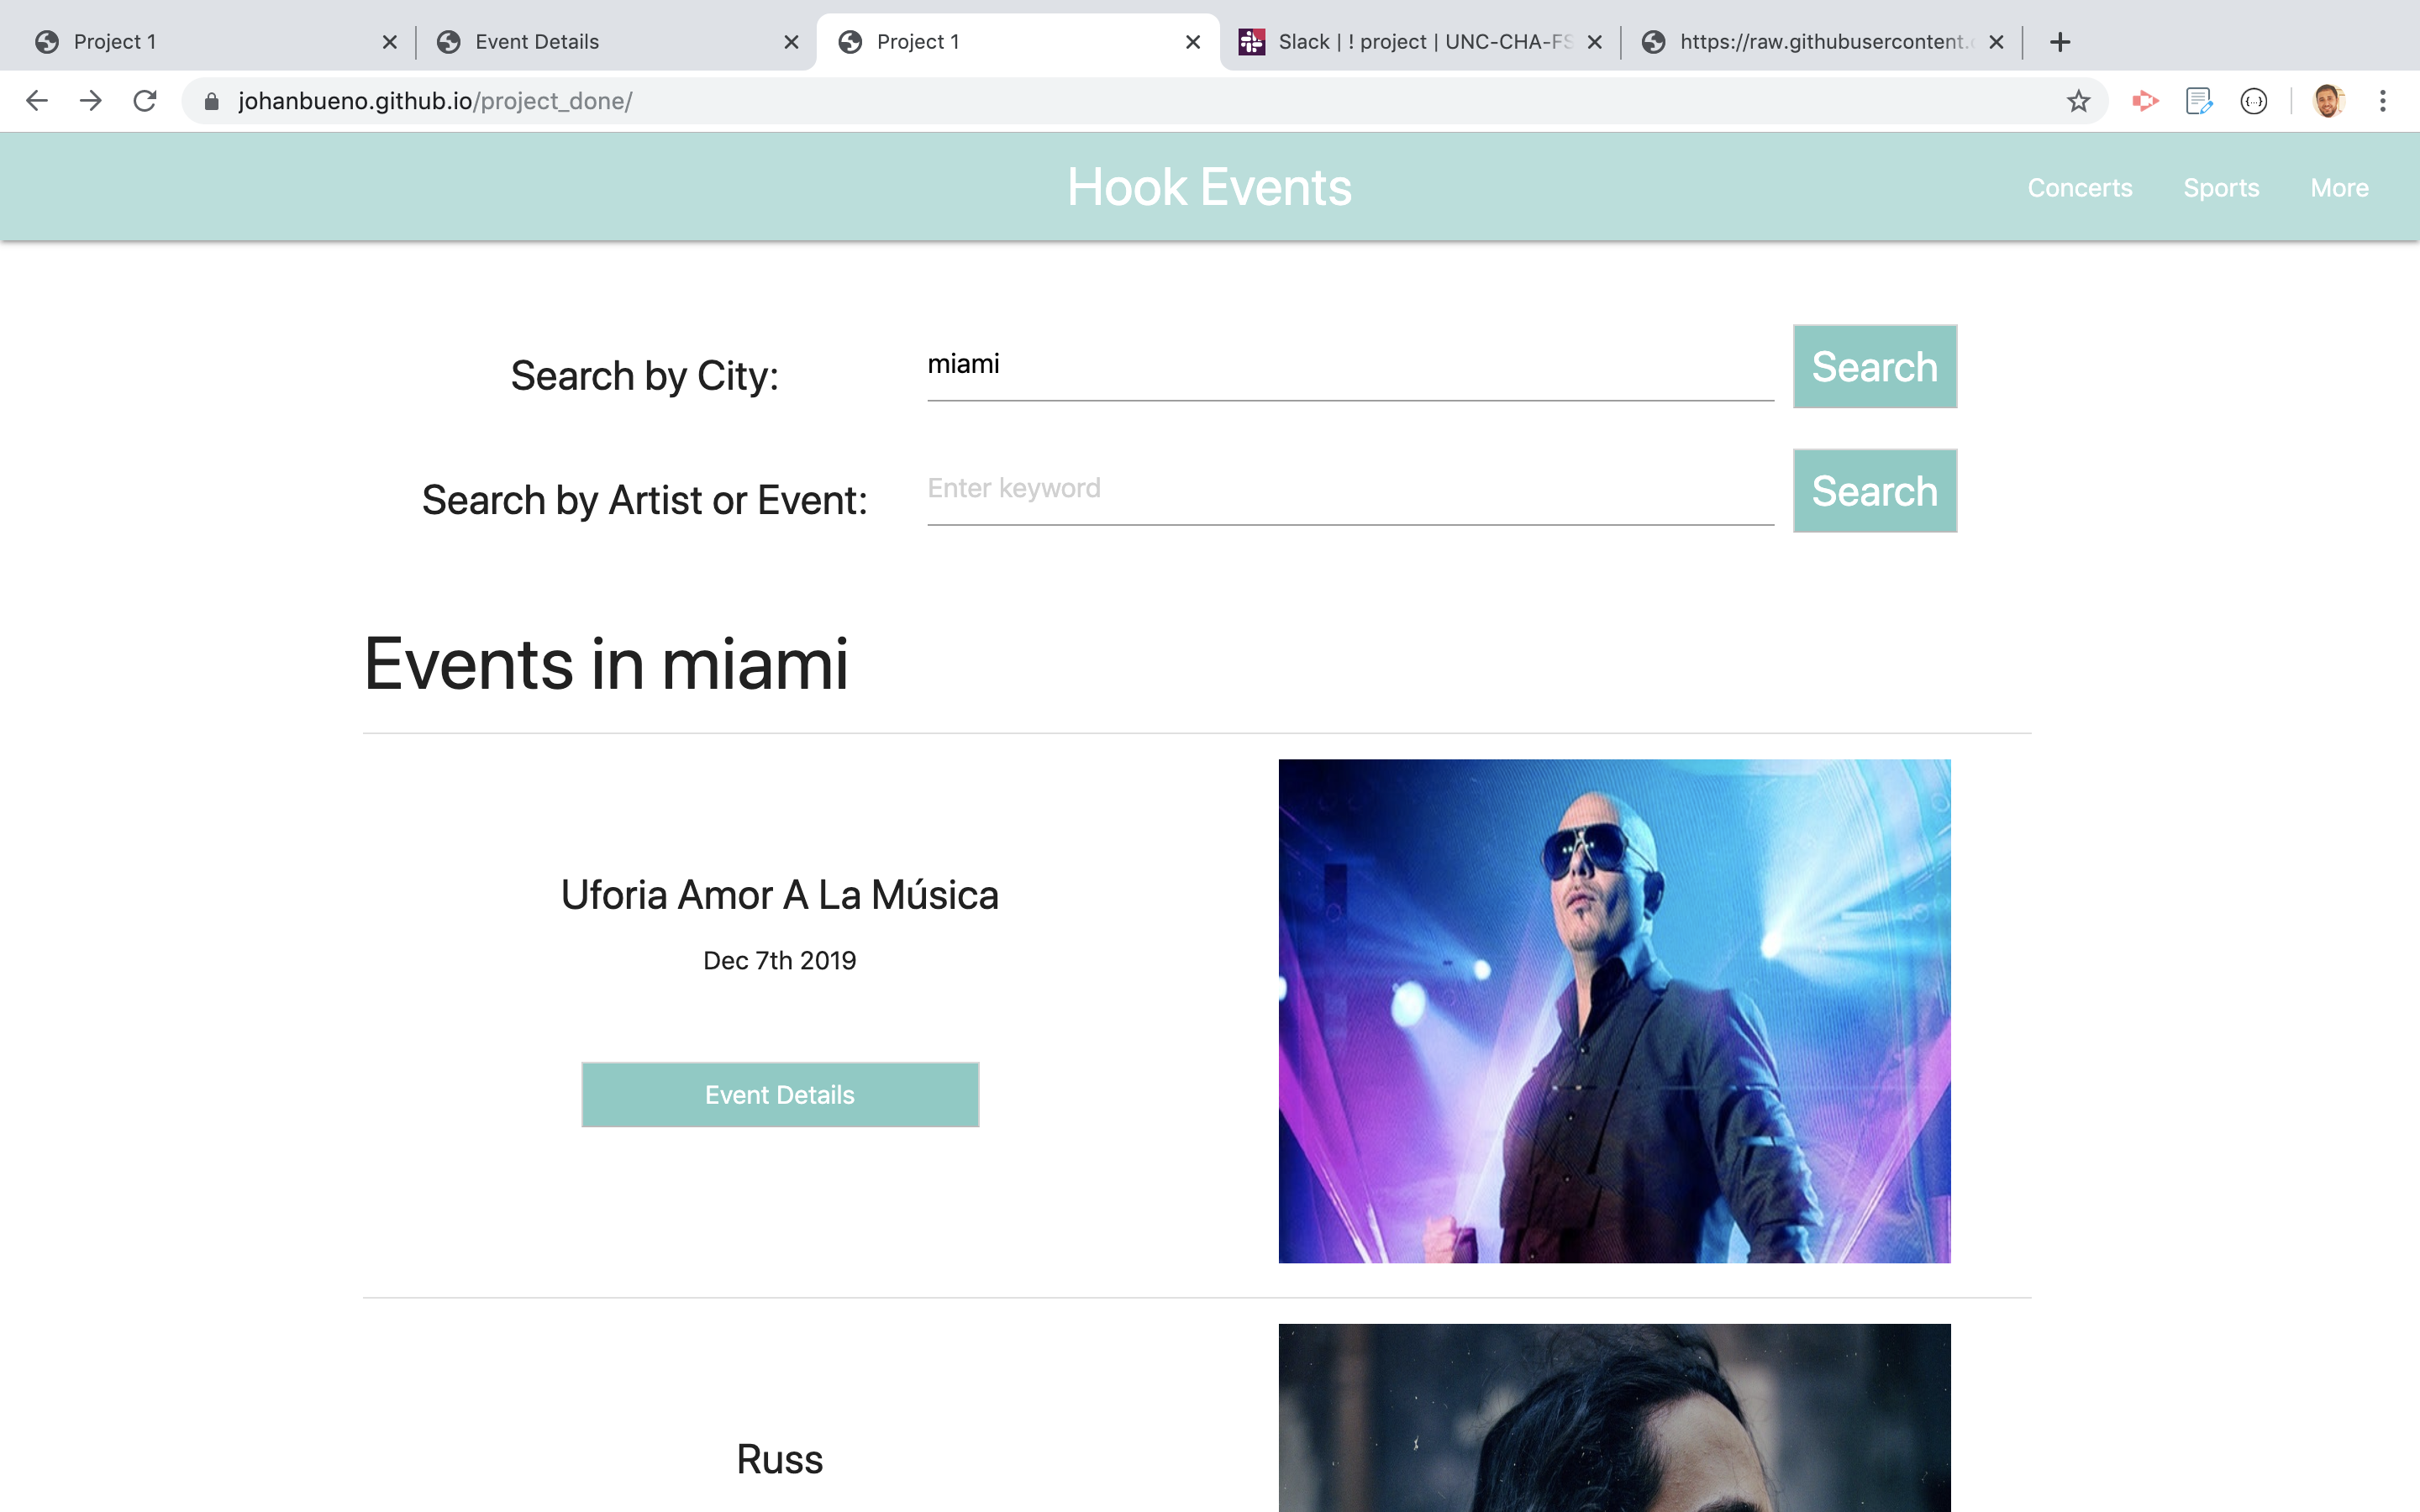 Project 1
Event Details
Project 1
Slack | ! project | UNC-CHA-FS
https://raw.githubusercontent.
johanbueno.github.io/project_done/
Hook Events
Concerts
Sports
More
Search by City:
miami
Search
Search by Artist or Event:
Enter keyword
Search
Events in miami
Uforia Amor A La Música
Dec 7th 2019
Event Details
Russ